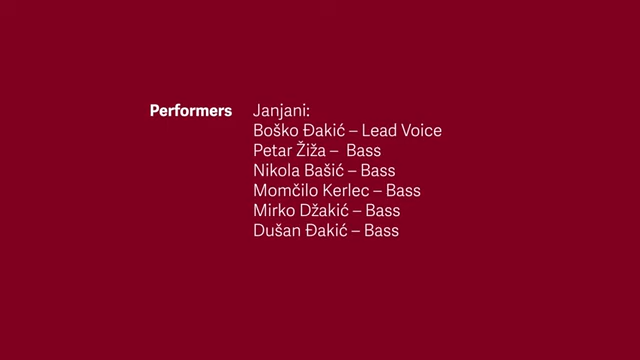 Performers Janjani:
Boško Đakić – Lead Voice
Petar Žiža – Bass
Nikola Bašić – Bass
Momčilo Kerlec – Bass
Mirko Džakić – Bass
Dušan Đakić – Bass